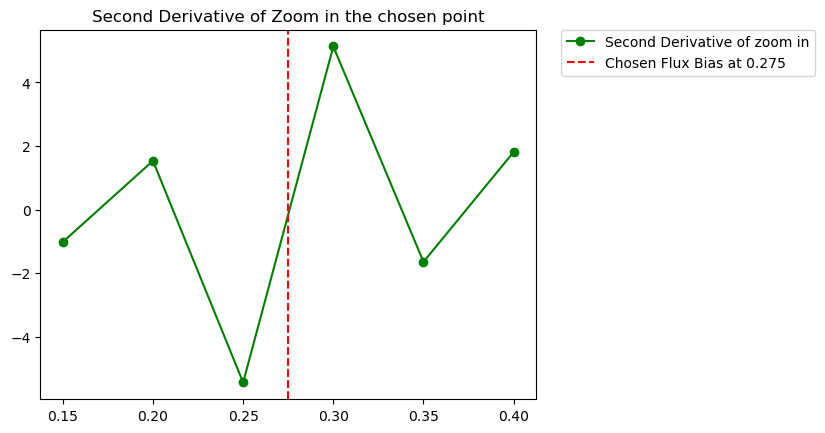 Second Derivative of Zoom in the chosen point
Second Derivative of zoom in
Chosen Flux Bias at 0.275
4
2
0
−2
−4
0.15 0.20 0.25 0.30 0.35 0.40